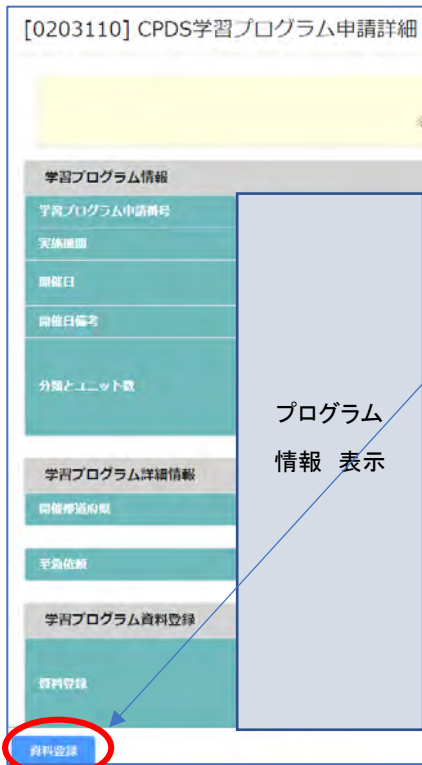 [0203110] CPDS学習プログラム申請詳細
学習プログラム情報
学習プログラム申請番号
実施機関
開催日
開催日備考
分類とユニット数
プログラム
情報 表示
学習プログラム詳細情報
開催都道府県
至急依頼
学習プログラム資料登録
資料登録
資料登録